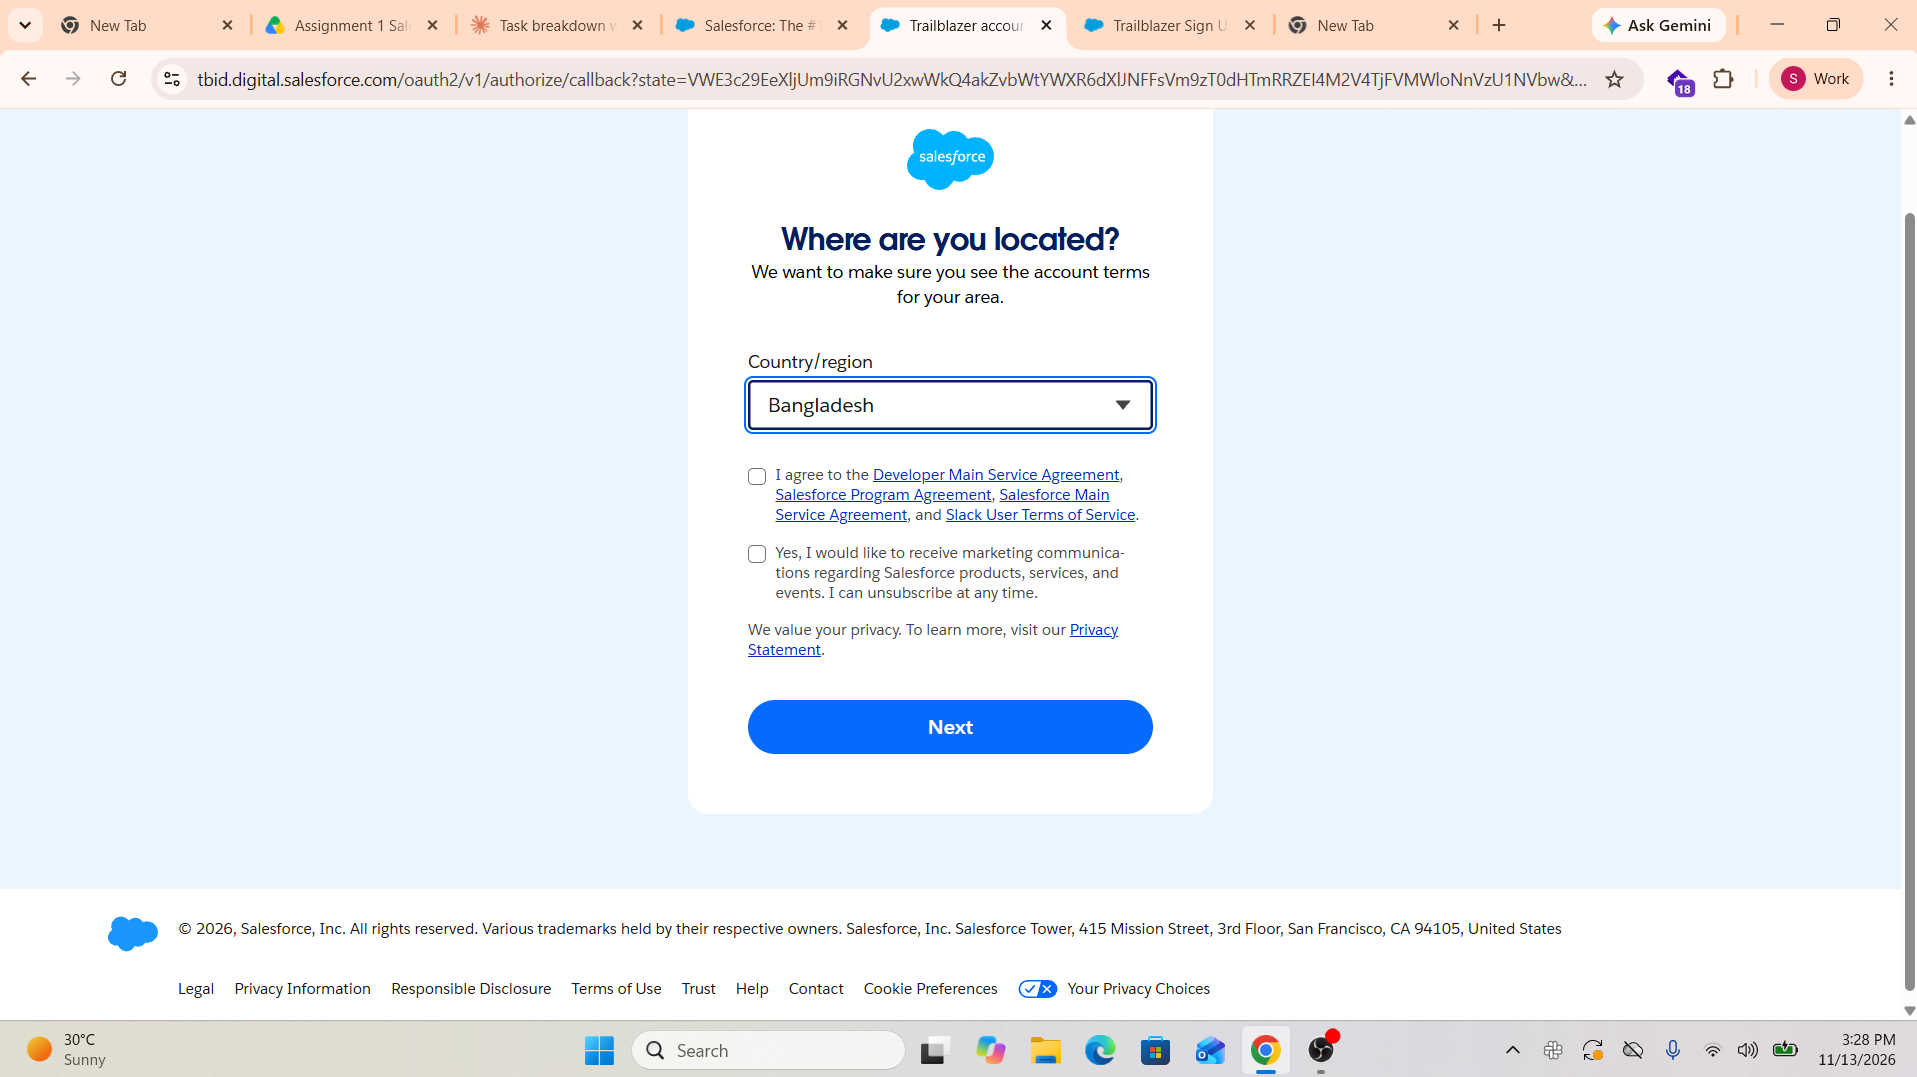 New Tab
Assignment 1 Sal
Task breakdown w
Salesforce: The #1
Trailblazer accour
Trailblazer Sign U
New Tab
Ask Gemini
tbid.digital.salesforce.com/oauth2/v1/authorize/callback?state=
18
S
Work
salesforce
Where are you located?
We want to make sure you see the account terms
for your area.
Country/region
Bangladesh
I agree to the Developer Main Service Agreement,
Salesforce Program Agreement, Salesforce Main
Service Agreement, and Slack User Terms of Service.
Yes, I would like to receive marketing communica-
tions regarding Salesforce products, services, and
events. I can unsubscribe at any time.
We value your privacy. To learn more, visit our Privacy
Statement.
Next
© 2026, Salesforce, Inc. All rights reserved. Various trademarks held by their respective owners. Salesforce, Inc. Salesforce Tower, 415 Mission Street, 3rd Floor, San Francisco, CA 94105, United States
Legal Privacy Information Responsible Disclosure Terms of Use Trust Help Contact Cookie Preferences Your Privacy Choices
30°C
Sunny
Search
3:28 PM
11/13/2026